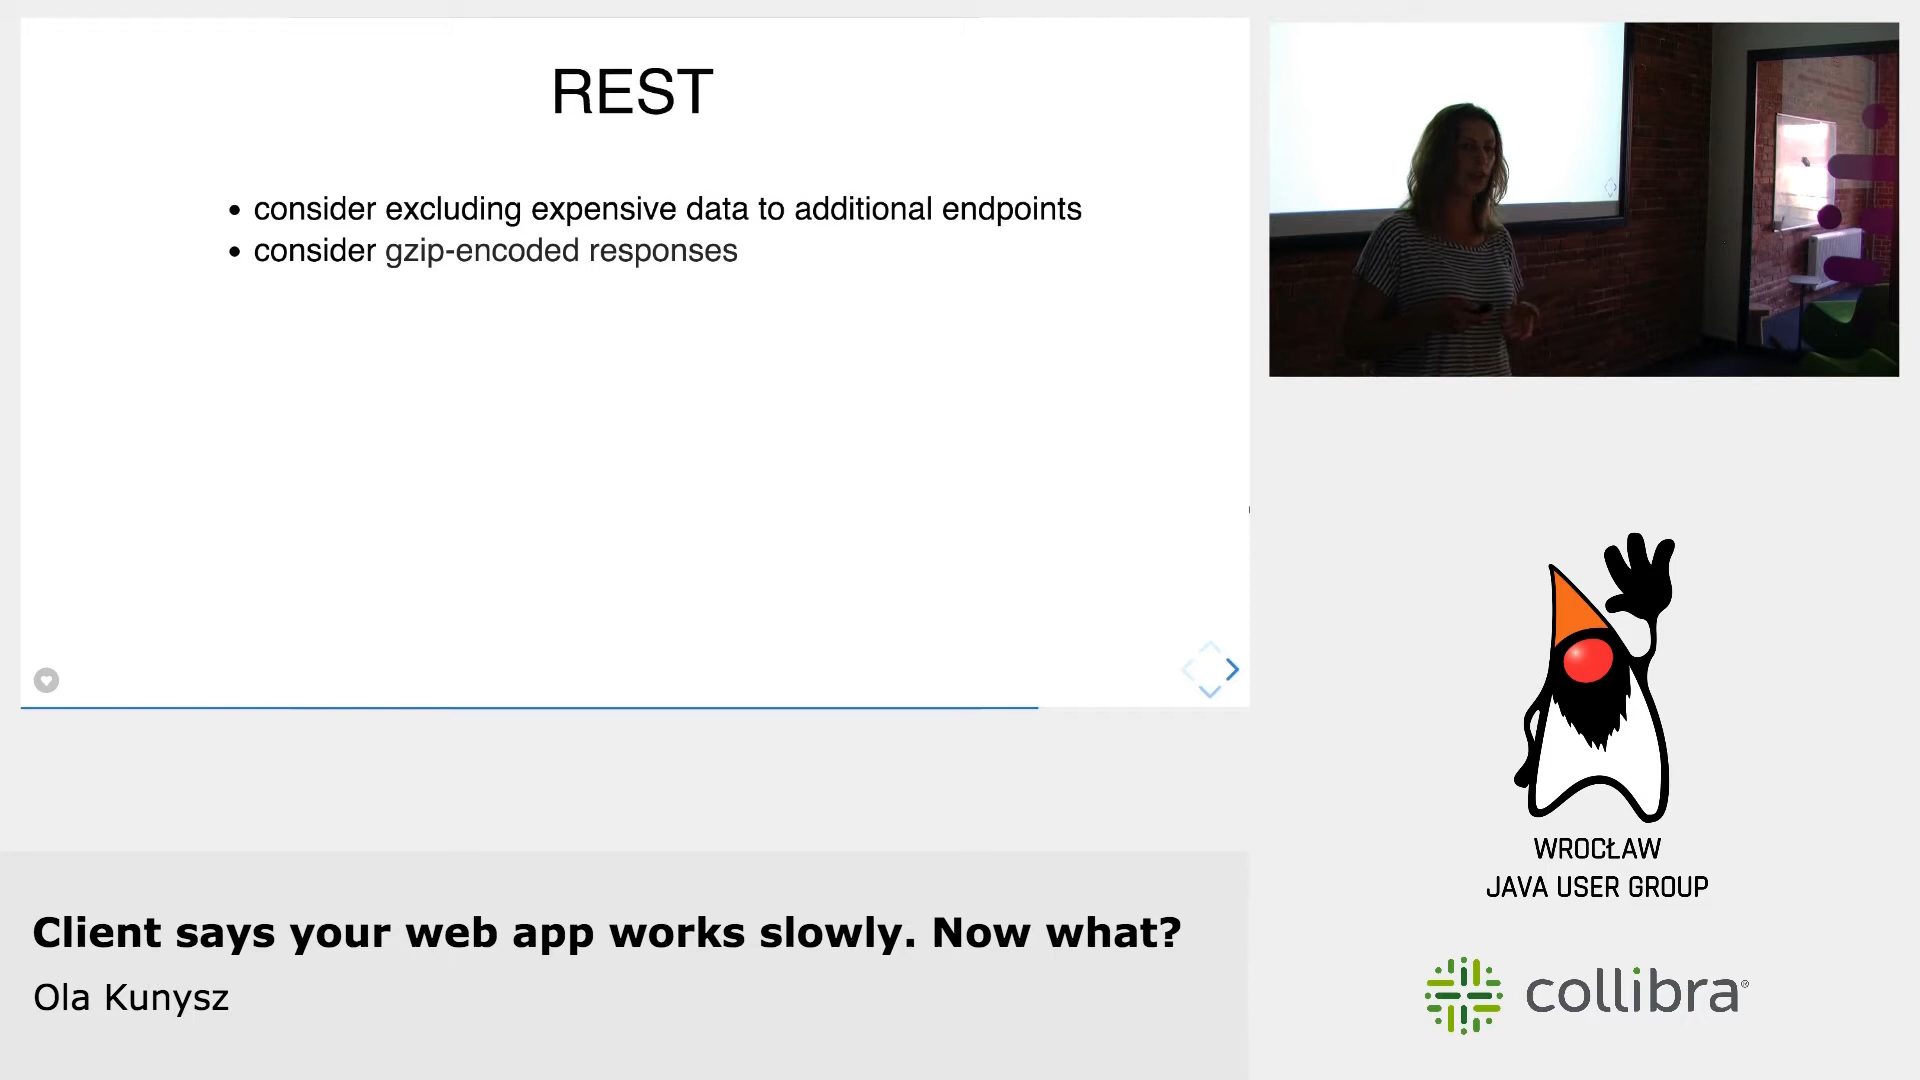 REST
consider excluding expensive data to additional endpoints
consider gzip-encoded responses
Client says your web app works slowly. Now what?
Ola Kunysz
WROCŁAW
JAVA USER GROUP
collibra®